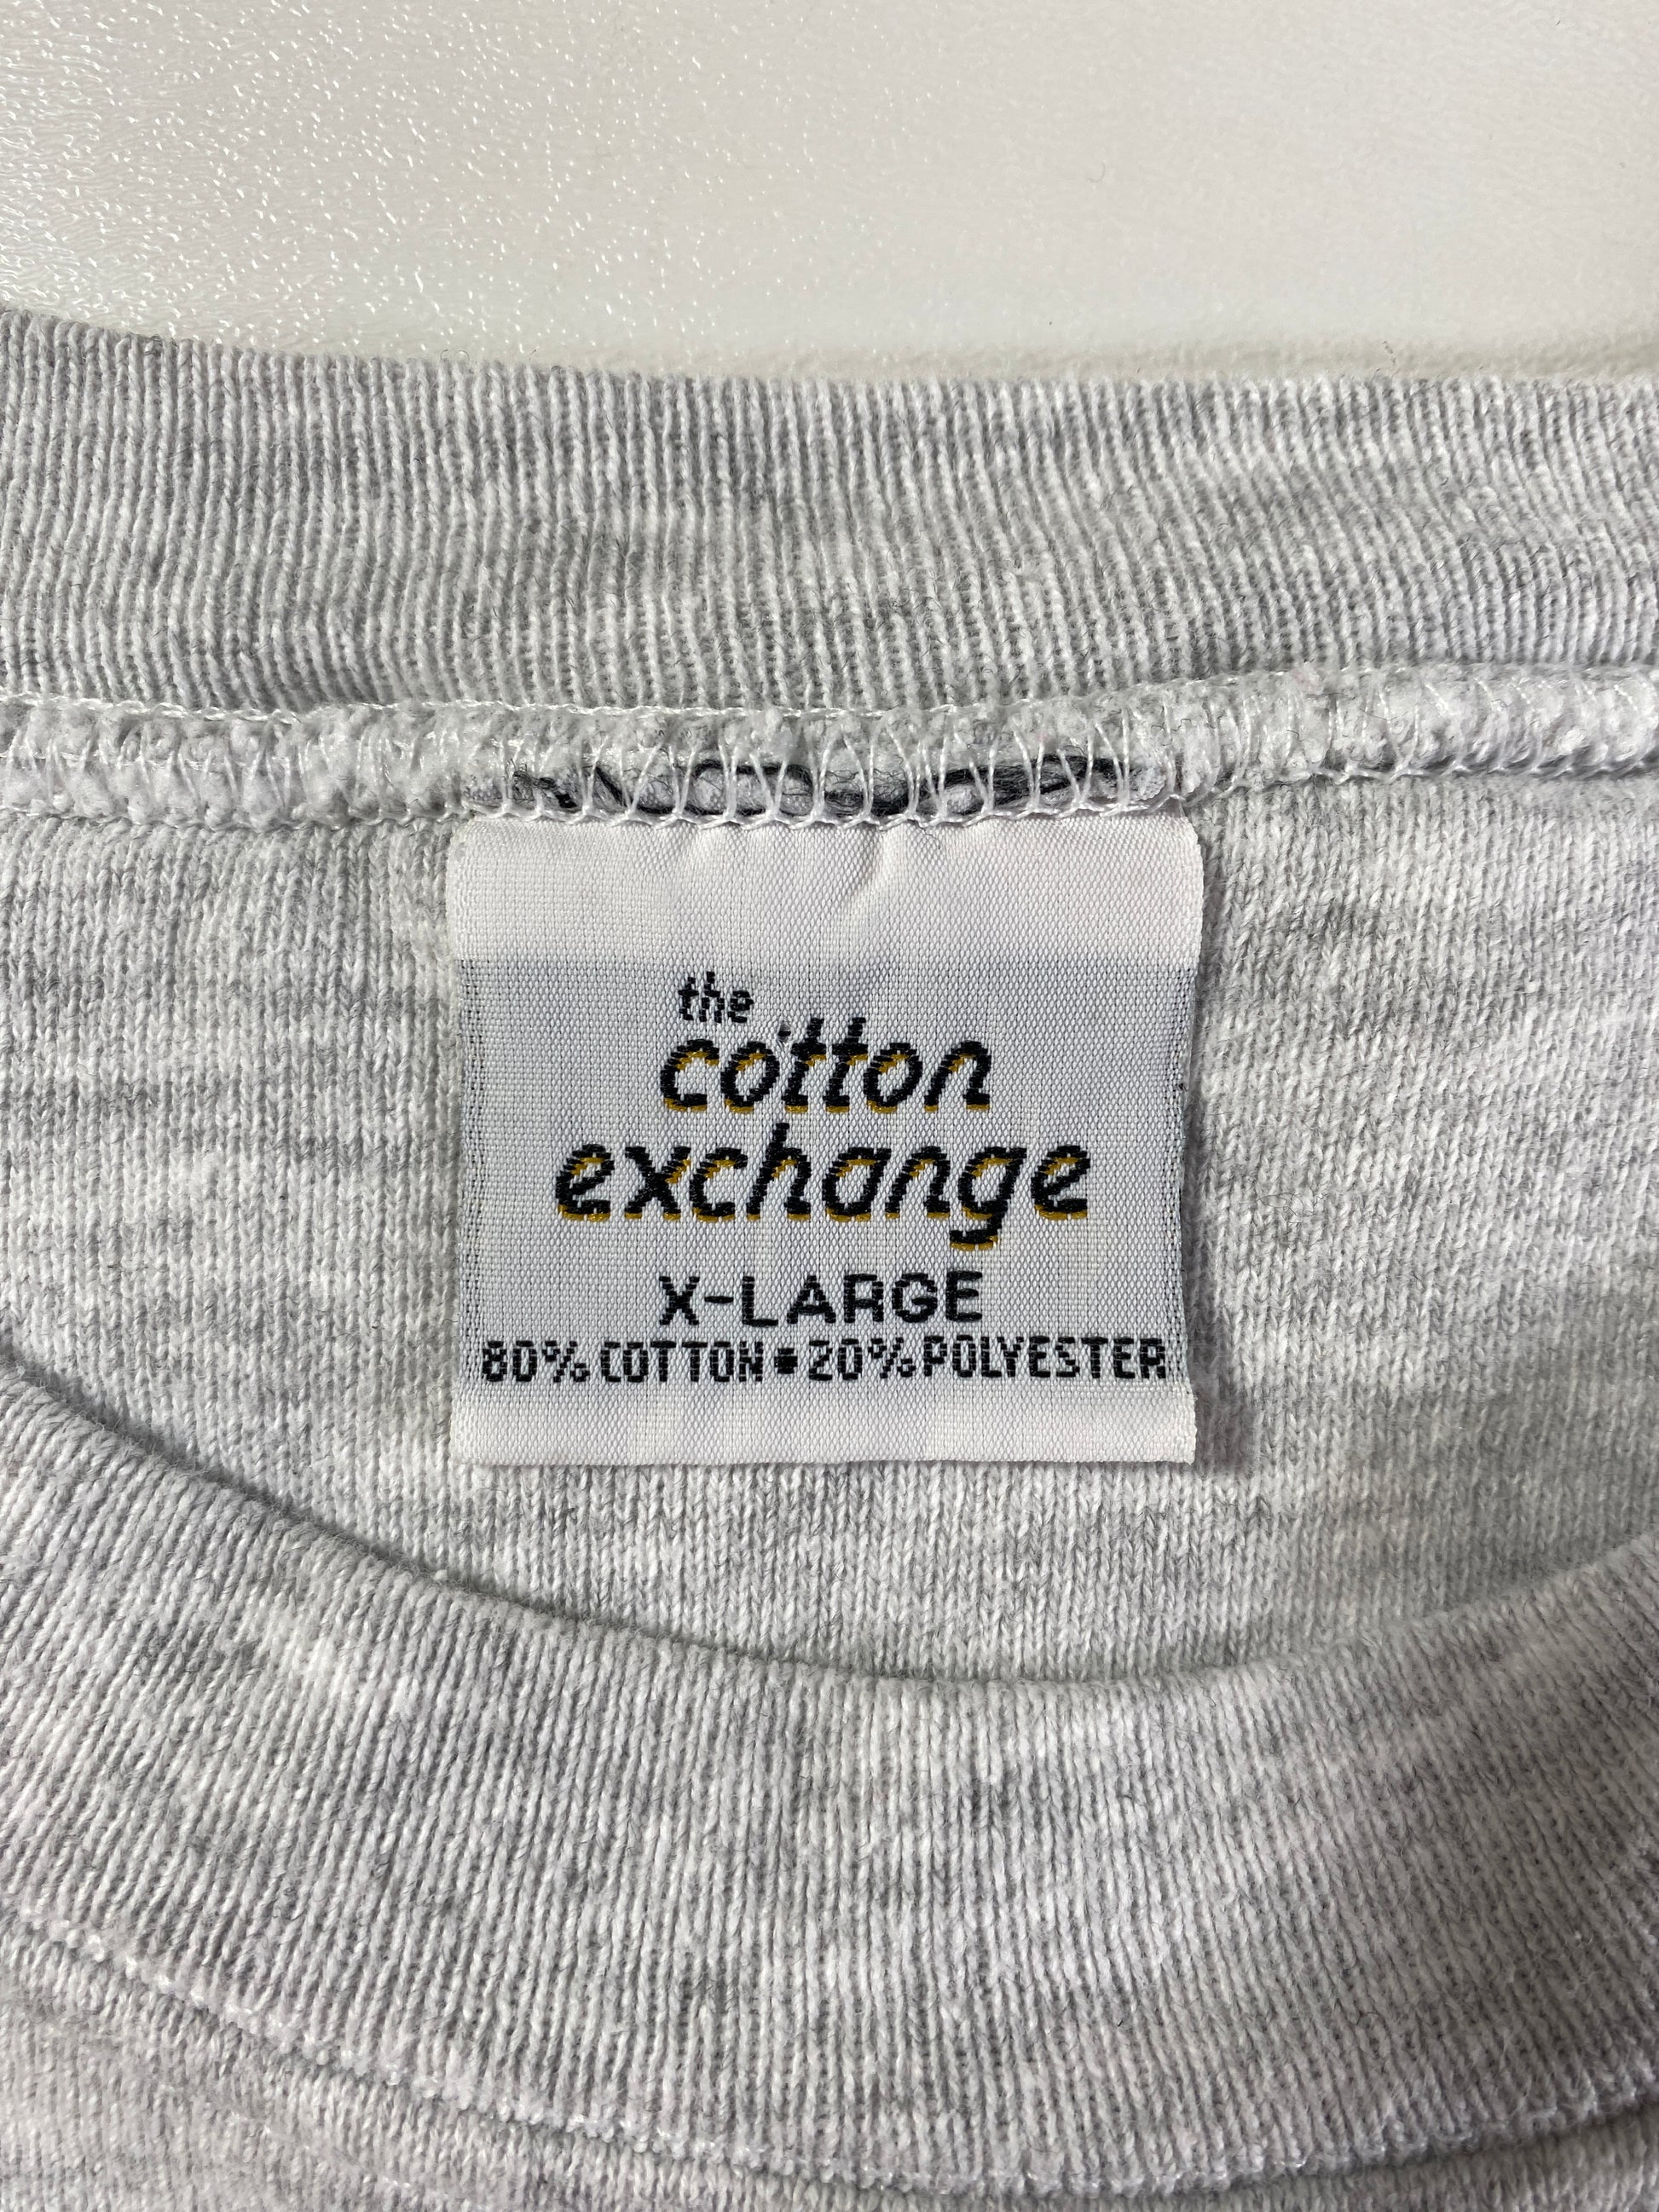 the
cotton
exchange
X-LARGE
80% COTTON • 20% POLYESTER